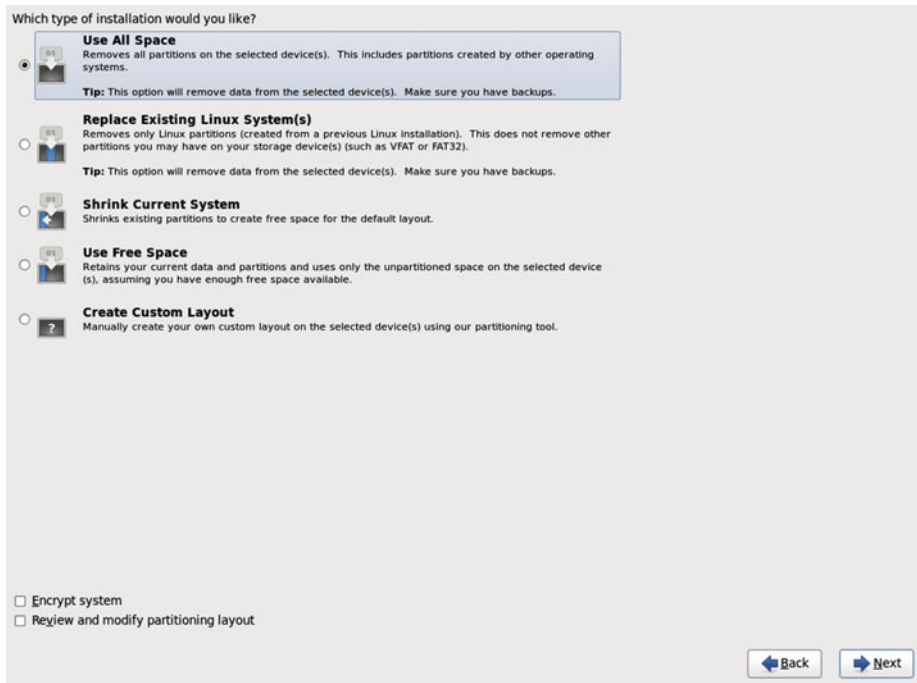 Which type of installation would you like?
Use All Space
Removes all partitions on the selected device(s). This includes partitions created by other operating
systems.
Tip: This option will remove data from the selected device(s). Make sure you have backups.
Replace Existing Linux System(s)
Removes only Linux partitions (created from a previous Linux installation). This does not remove other
partitions you may have on your storage device(s) (such as VFAT or FAT32).
Tip: This option will remove data from the selected device(s). Make sure you have backups.
Shrink Current System
Shrinks existing partitions to create free space for the default layout.
Use Free Space
Retains your current data and partitions and uses only the unpartitioned space on the selected device
(s), assuming you have enough free space available.
Create Custom Layout
Manually create your own custom layout on the selected device(s) using our partitioning tool.
Encrypt system
Review and modify partitioning layout
Back
Next